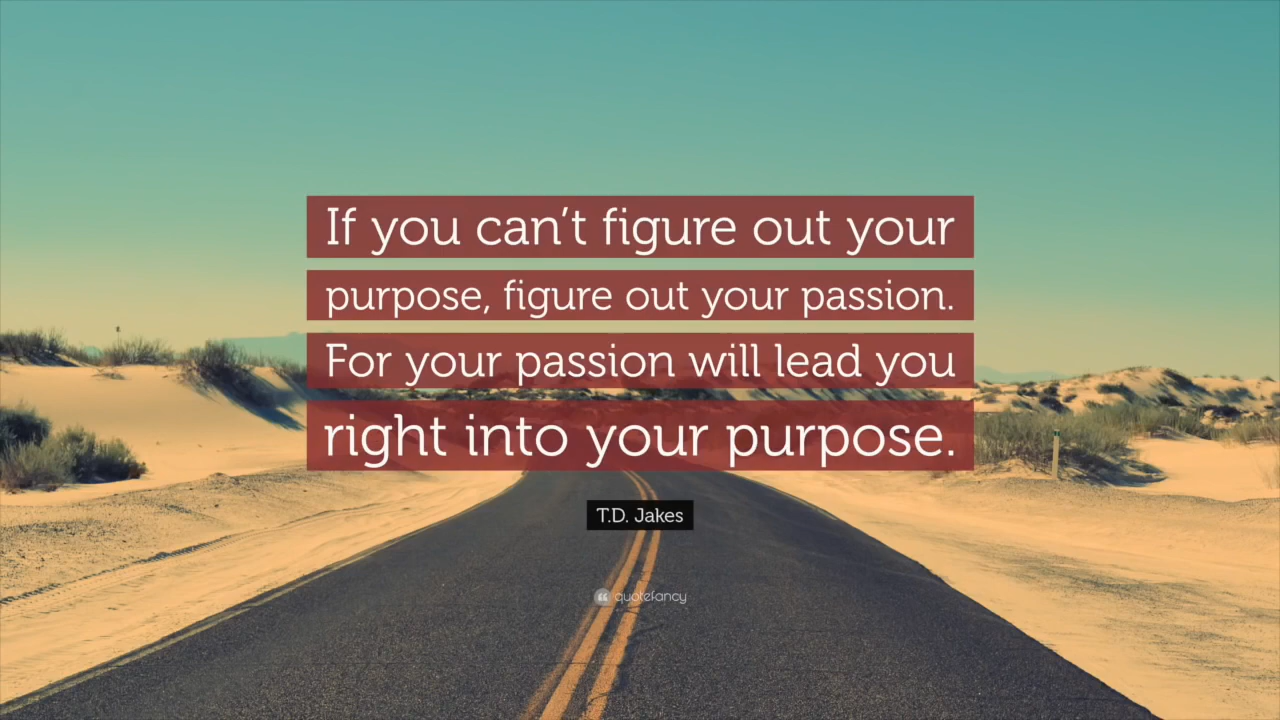 If you can’t figure out your
purpose, figure out your passion.
For your passion will lead you
right into your purpose.
T.D. Jakes
quotefancy